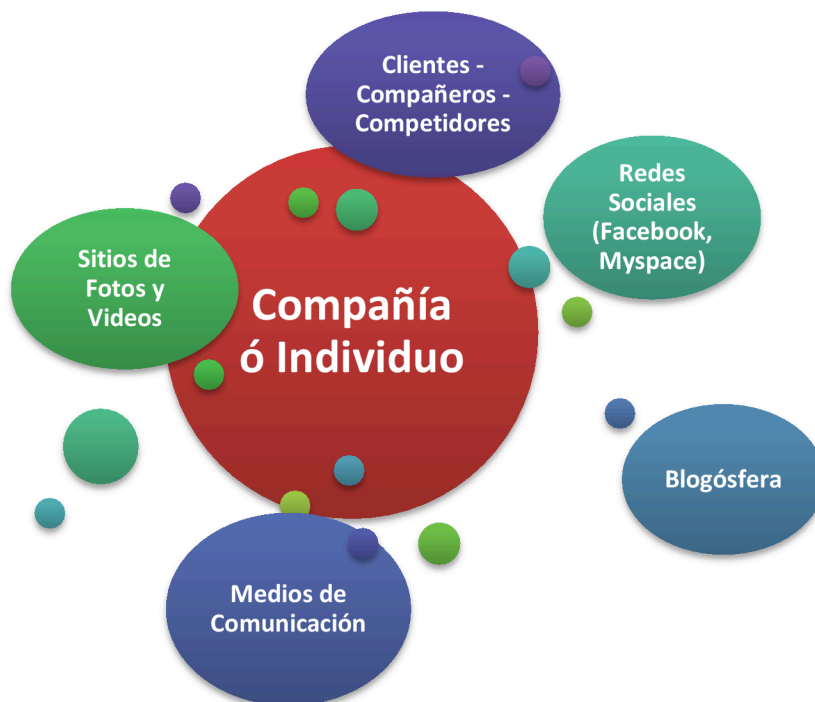 Clientes -
Compañeros -
Competidores
Redes
Sociales
(Facebook,
Myspace)
Sitios de
Fotos y
Videos
Compañía
ó Individuo
Blogósfera
Medios de
Comunicación